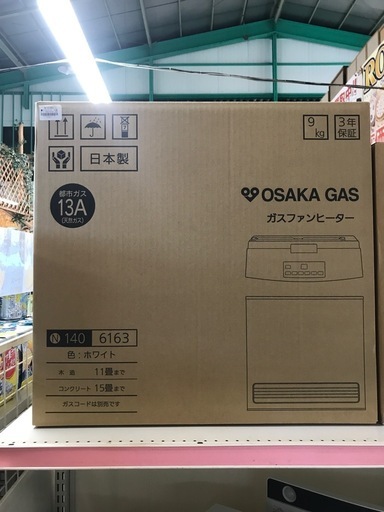 9kg
3年保証
日本製
都市ガス
13A
(天然ガス)
OSAKA GAS
ガスファンヒーター
N 140 6163
色:ホワイト
木造 11畳まで
コンクリート 15畳まで
ガスコードは別売です
RO